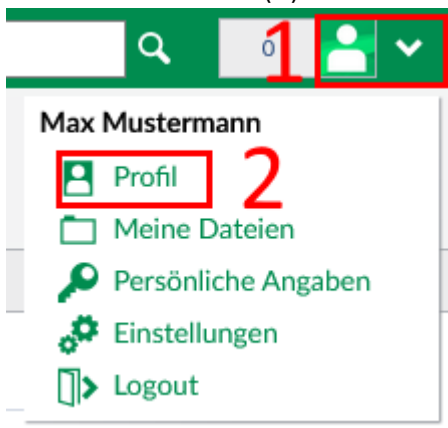 0 1
Max Mustermann
Profil 2
Meine Dateien
Persönliche Angaben
Einstellungen
Logout